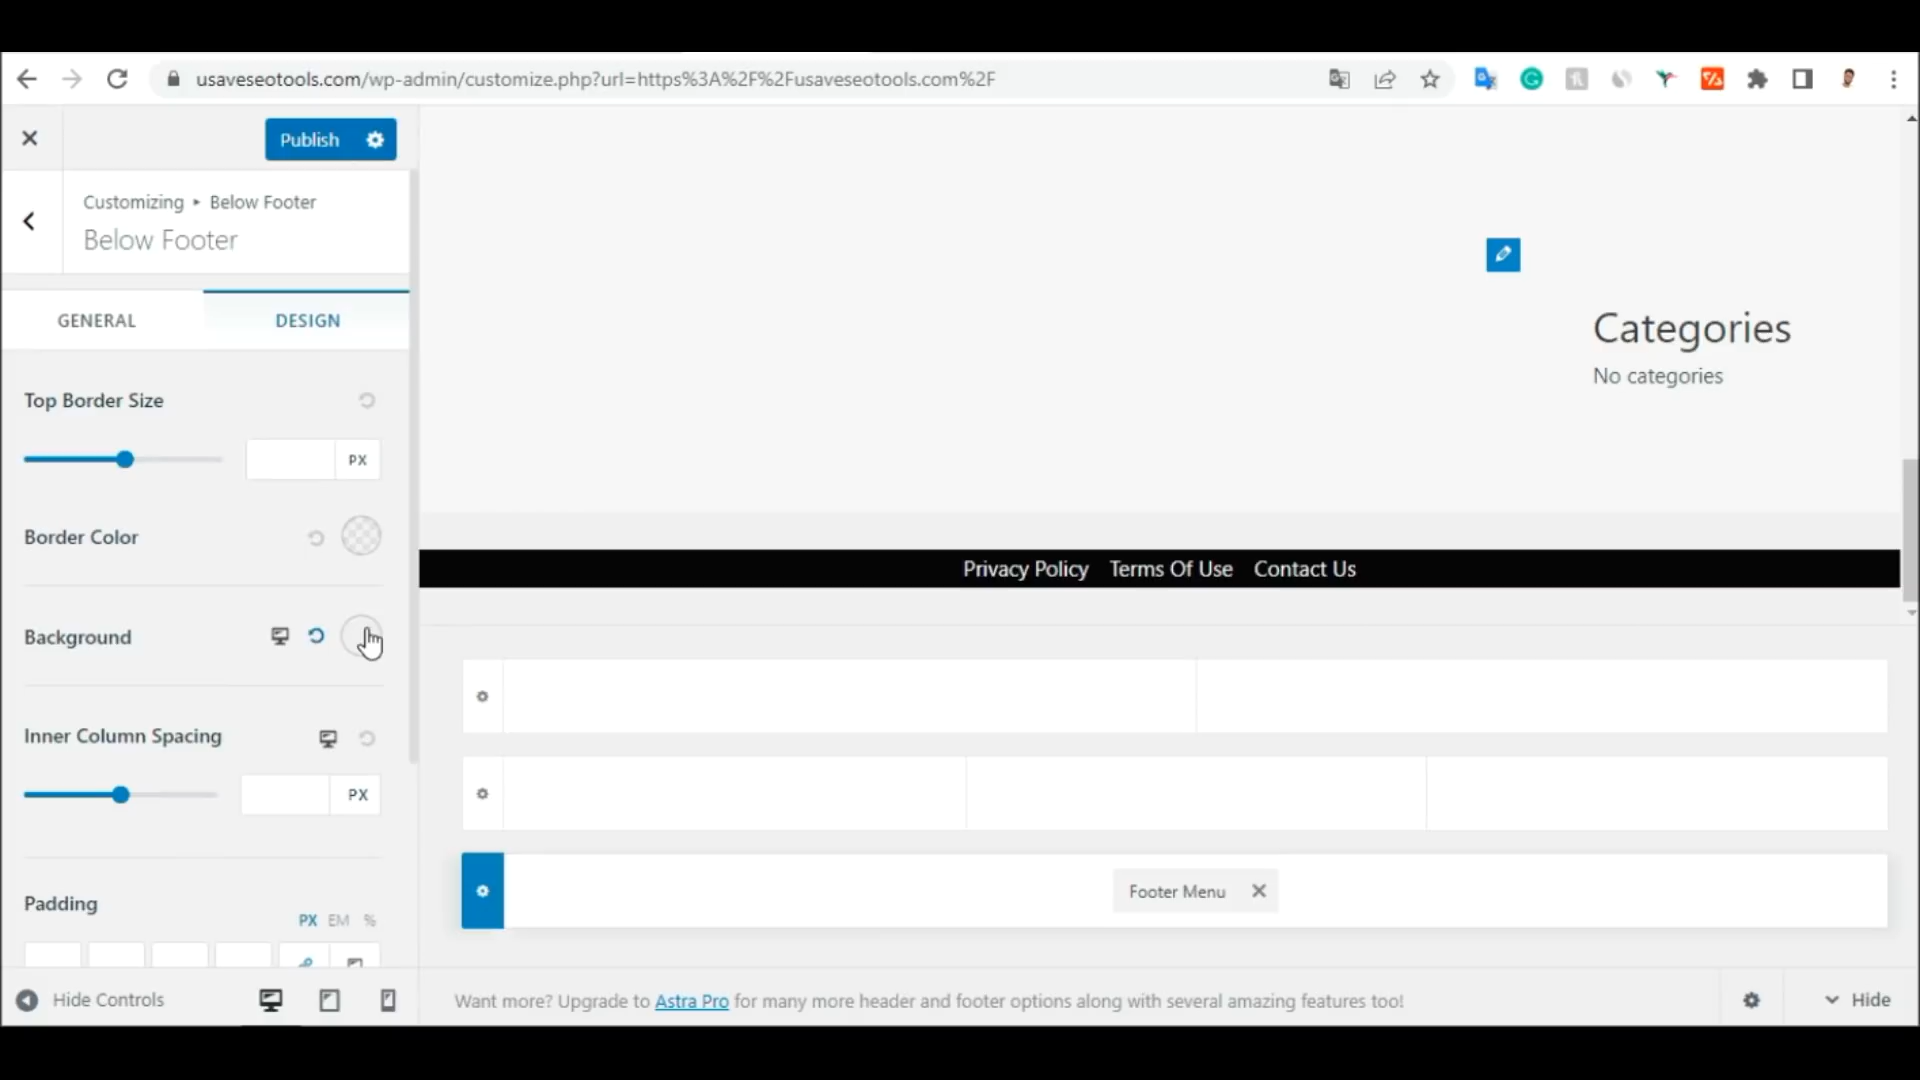 usaveseotools.com/wp-admin/customize.php?url=https%3A%2F%2Fusaveseotools.com%2F
Publish
Customizing ▸ Below Footer
Below Footer
GENERAL DESIGN
Top Border Size
PX
Border Color
Background
Inner Column Spacing
PX
Padding
PX EM %
Hide Controls
Categories
No categories
Privacy Policy Terms Of Use Contact Us
Footer Menu
Want more? Upgrade to Astra Pro for many more header and footer options along with several amazing features too!
Hide